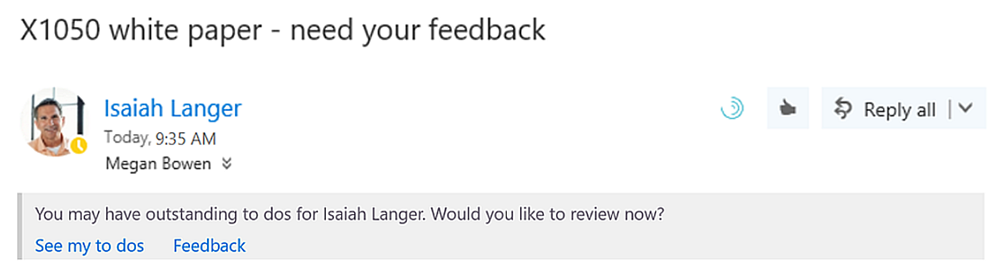 X1050 white paper - need your feedback
Isaiah Langer
Reply all
Today, 9:35 AM
Megan Bowen
You may have outstanding to dos for Isaiah Langer. Would you like to review now?
See my to dos Feedback